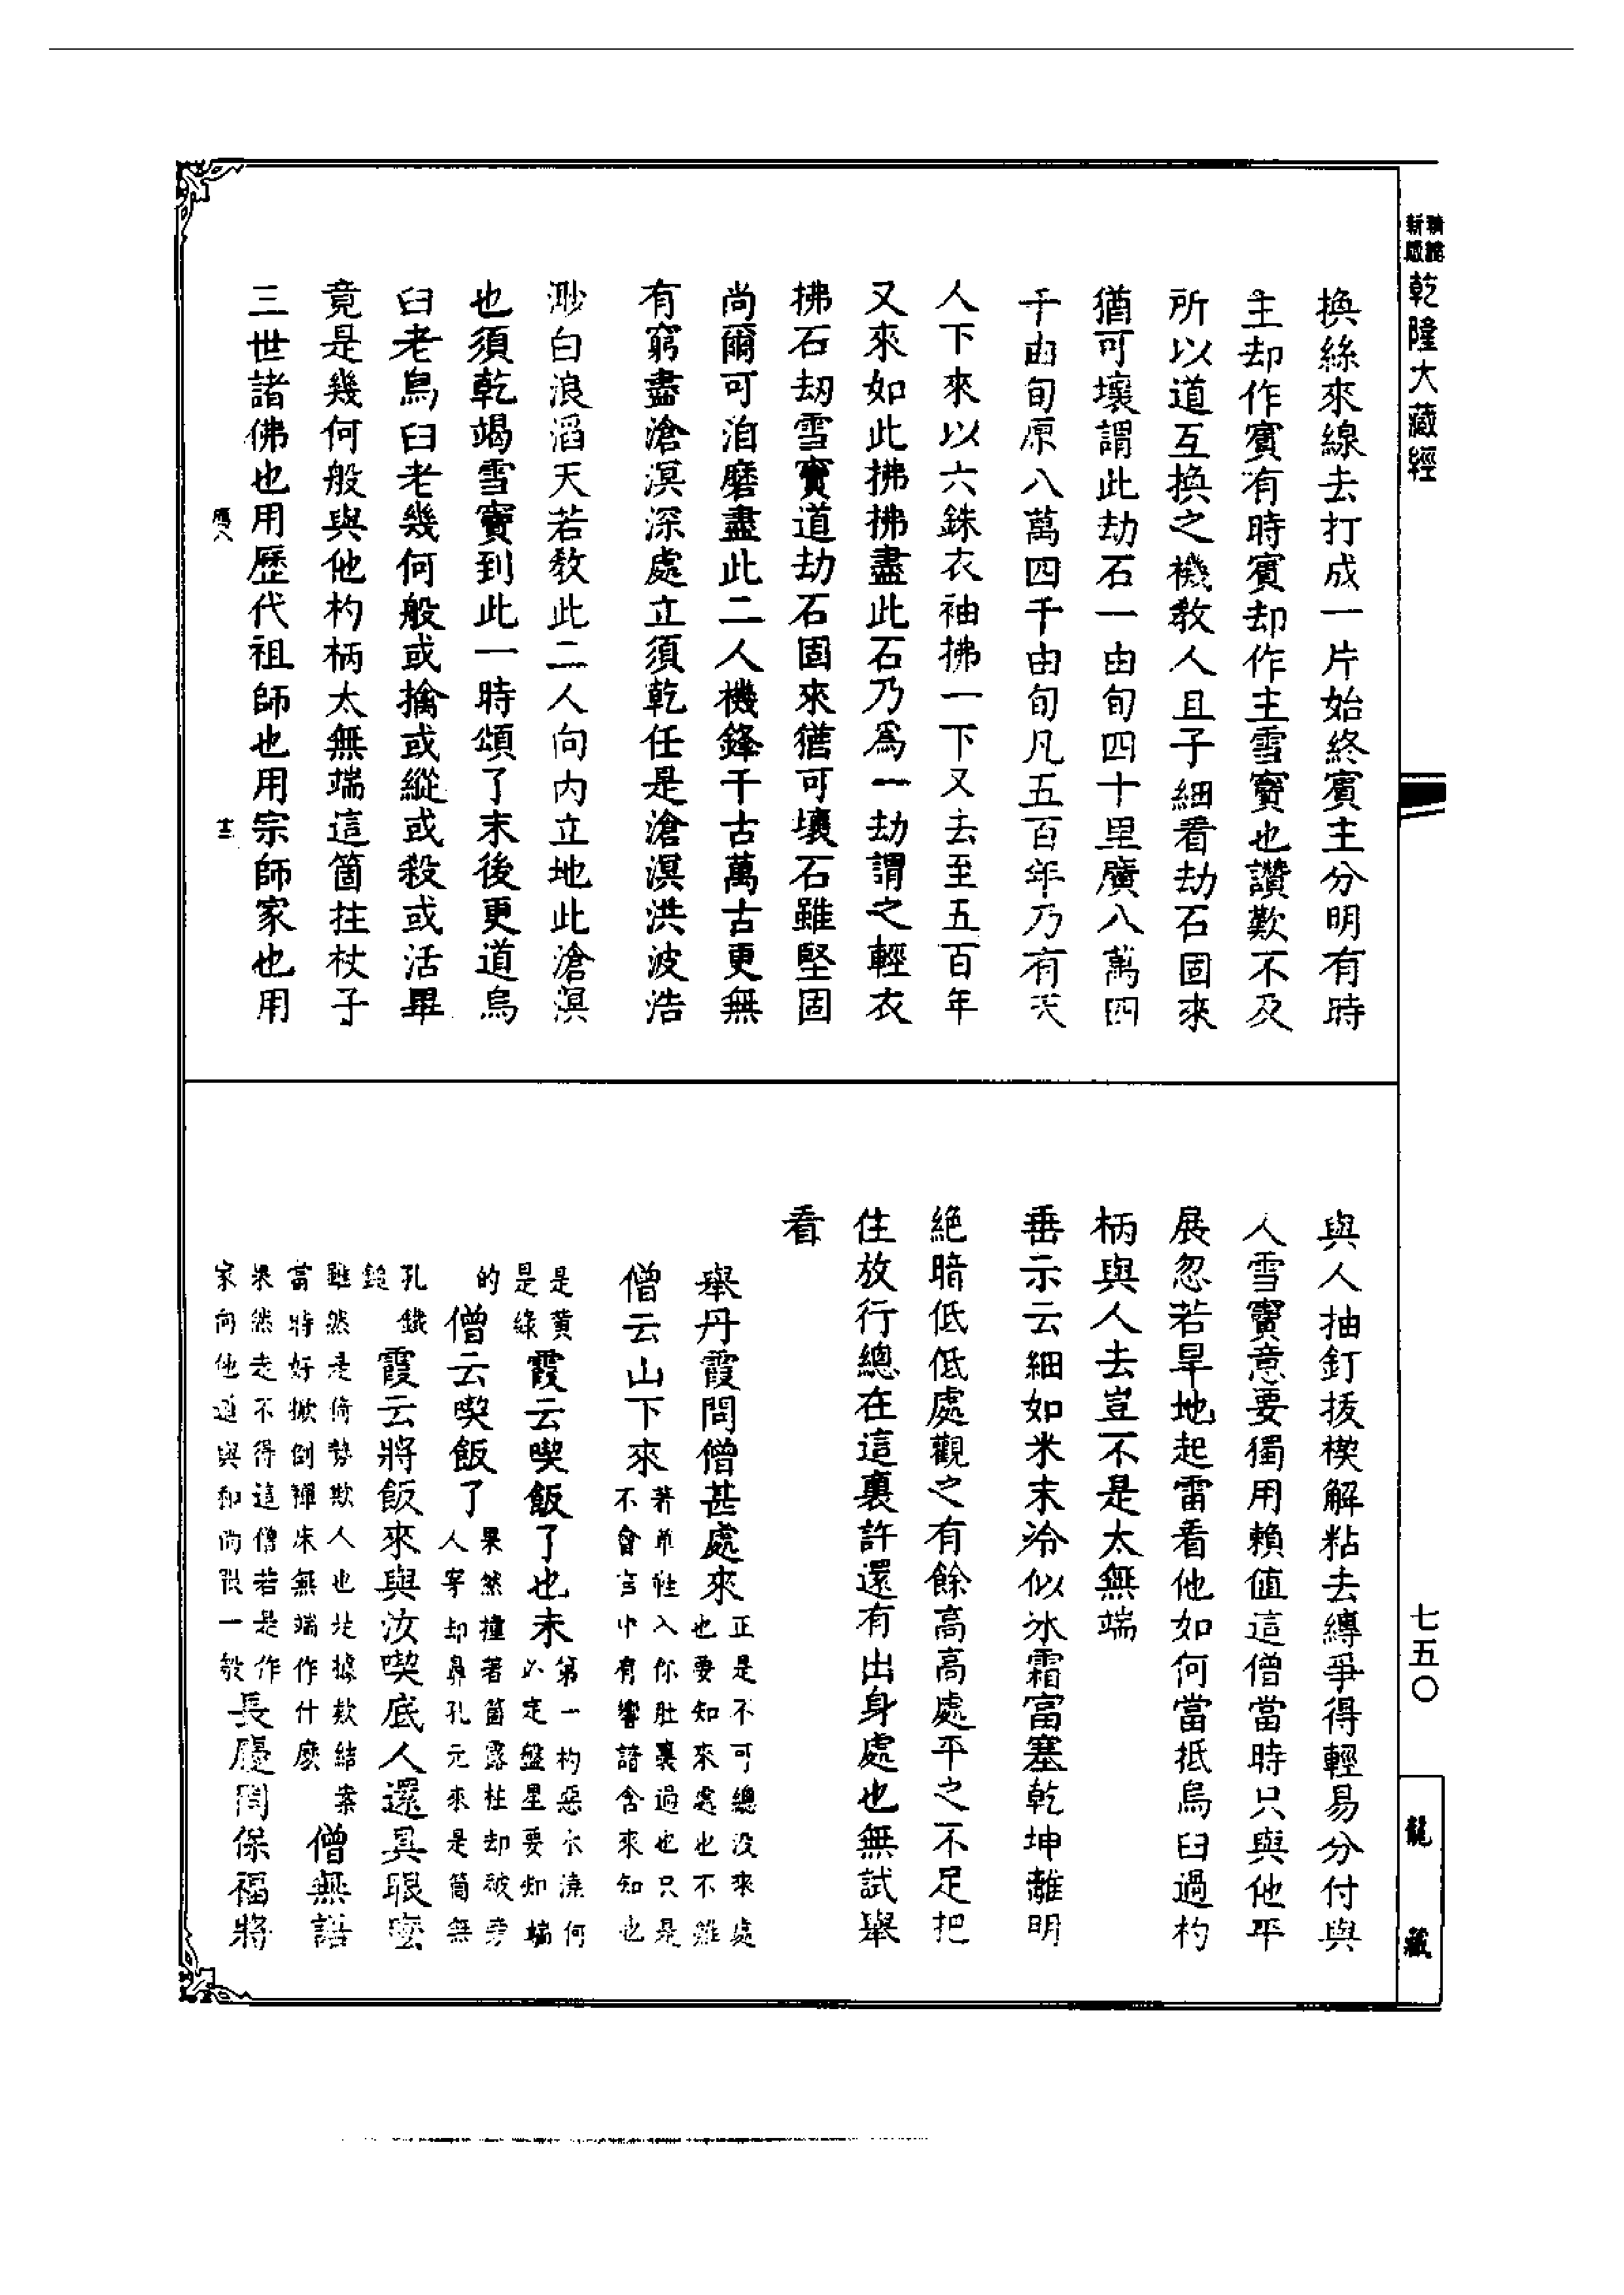 乾隆大藏經
七五〇
龍藏
換絲來線去打成一片始終賓主分明有時
主却作賓有時賓却作主雪竇也讚歎不及
所以道互換之機教人且子細看劫石固來
猶可壞謂此劫石一由旬四十里廣八萬四
千由旬厚八萬四千由旬凡五百年乃有天
人下來以六銖衣袖拂一下又去至五百年
又來如此拂拂盡此石乃爲一劫謂之輕衣
拂石劫雪竇道劫石固來猶可壞石雖堅固
尚爾可消磨盡此二人機鋒千古萬古更無
有窮盡滄溟深處立須乾任是滄溟洪波浩
渺白浪滔天若教此二人向內立地此滄溟
也須乾竭雪竇到此一時頌了末後更道烏
臼老烏臼老幾何般或擒或縱或殺或活畢
竟是幾何般與他杓柄太無端這箇拄杖子
三世諸佛也用歷代祖師也用宗師家也用
與人抽釘拔楔解粘去縛爭得輕易分付與
人雪竇意要獨用賴值這僧當時只與他平
展忽若旱地起雷看他如何當抵烏臼過杓
柄與人去豈不是太無端
垂示云細如米末冷似冰霜畐塞乾坤離明
絕暗低低處觀之有餘高高處平之不足把
住放行總在這裏許還有出身處也無試舉
看
舉丹霞問僧甚處來正是不可總沒來處也要知來處也不難
僧云山下來著草鞋入你肚裏過也只是不會言中有響諳含來知也
是黃是綠霞云喫飯了也未第一杓惡水澆何必定盤星要知端
的僧云喫飯了果然撞著箇露柱却被旁人穿却鼻孔元來是箇無
孔鐵鎚霞云將飯來與汝喫底人還具眼麼
雖然是倚勢欺人也是據欵結案當時好掀倒禪床無端作什麼僧無語
果然走不得這僧若是作家向他道與和尚眼一般長慶問保福將